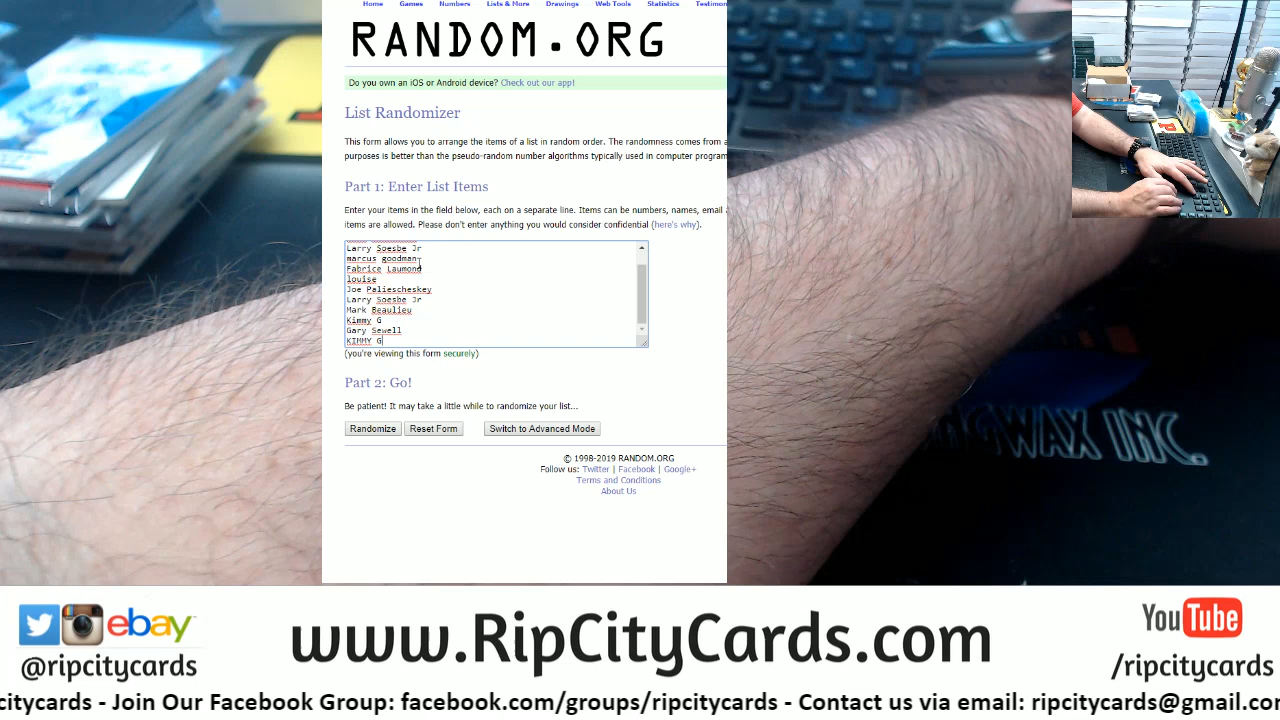 Home Games Numbers Lists & More Drawings Web Tools Statistics Testimon
RANDOM.ORG
Do you own an iOS or Android device? Check out our app!
List Randomizer
This form allows you to arrange the items of a list in random order. The randomness comes from a
purposes is better than the pseudo-random number algorithms typically used in computer program
Part 1: Enter List Items
Enter your items in the field below, each on a separate line. Items can be numbers, names, email a
items are allowed. Please don't enter anything you would consider confidential (here's why).
Larry Soesbe Jr
marcus goodman
Fabrice Laumond
louise
Joe Paliescheskey
Larry Soesbe Jr
Mark Beaulieu
Kimmy G
Gary Sewell
KIMMY G
(you're viewing this form securely)
Part 2: Go!
Be patient! It may take a little while to randomize your list...
Randomize Reset Form Switch to Advanced Mode
© 1998-2019 RANDOM.ORG
Follow us: Twitter | Facebook | Google+
Terms and Conditions
About Us
WAX INC.
ebay
@ripcitycards
www.RipCityCards.com
YouTube
/ripcitycards
citycards - Join Our Facebook Group: facebook.com/groups/ripcitycards - Contact us via email: ripcitycards@gmail.co